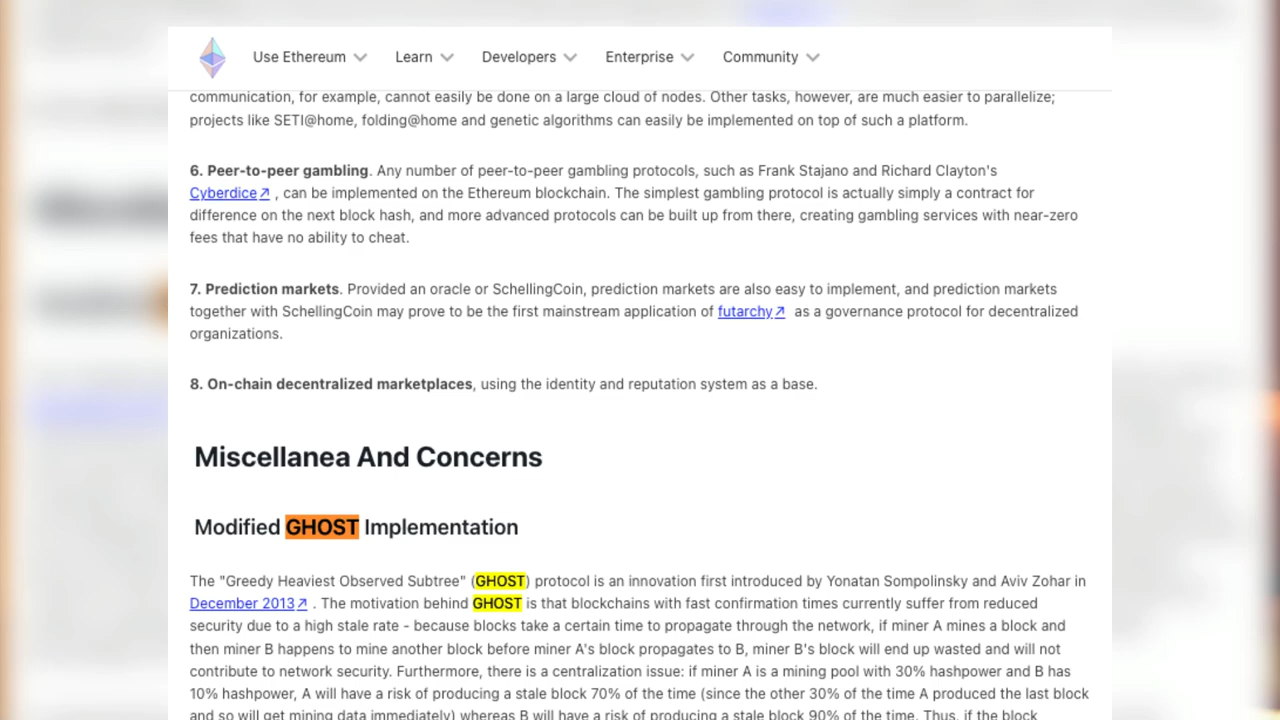 Use Ethereum Learn Developers Enterprise Community
communication, for example, cannot easily be done on a large cloud of nodes. Other tasks, however, are much easier to parallelize;
projects like SETI@home, folding@home and genetic algorithms can easily be implemented on top of such a platform.
6. Peer-to-peer gambling. Any number of peer-to-peer gambling protocols, such as Frank Stajano and Richard Clayton's
Cyberdice↗ , can be implemented on the Ethereum blockchain. The simplest gambling protocol is actually simply a contract for
difference on the next block hash, and more advanced protocols can be built up from there, creating gambling services with near-zero
fees that have no ability to cheat.
7. Prediction markets. Provided an oracle or SchellingCoin, prediction markets are also easy to implement, and prediction markets
together with SchellingCoin may prove to be the first mainstream application of futarchy↗ as a governance protocol for decentralized
organizations.
8. On-chain decentralized marketplaces, using the identity and reputation system as a base.
Miscellanea And Concerns
Modified GHOST Implementation
The "Greedy Heaviest Observed Subtree" (GHOST) protocol is an innovation first introduced by Yonatan Sompolinsky and Aviv Zohar in
December 2013↗ . The motivation behind GHOST is that blockchains with fast confirmation times currently suffer from reduced
security due to a high stale rate - because blocks take a certain time to propagate through the network, if miner A mines a block and
then miner B happens to mine another block before miner A's block propagates to B, miner B's block will end up wasted and will not
contribute to network security. Furthermore, there is a centralization issue: if miner A is a mining pool with 30% hashpower and B has
10% hashpower, A will have a risk of producing a stale block 70% of the time (since the other 30% of the time A produced the last block
and so will get mining data immediately) whereas B will have a risk of producing a stale block 90% of the time. Thus, if the block